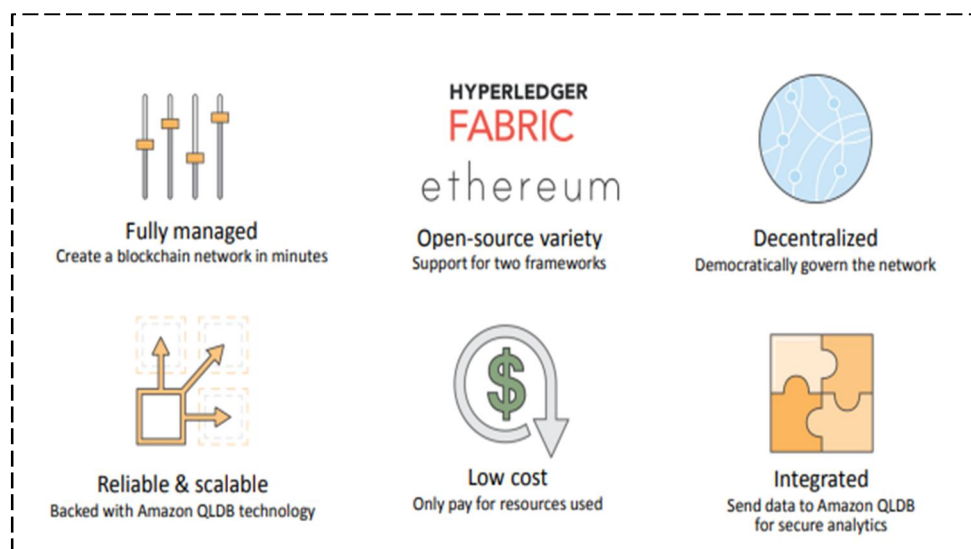 HYPERLEDGER
FABRIC
ethereum
Fully managed
Create a blockchain network in minutes
Open-source variety
Support for two frameworks
Decentralized
Democratically govern the network
$
Reliable & scalable
Backed with Amazon QLDB technology
Low cost
Only pay for resources used
Integrated
Send data to Amazon QLDB
for secure analytics